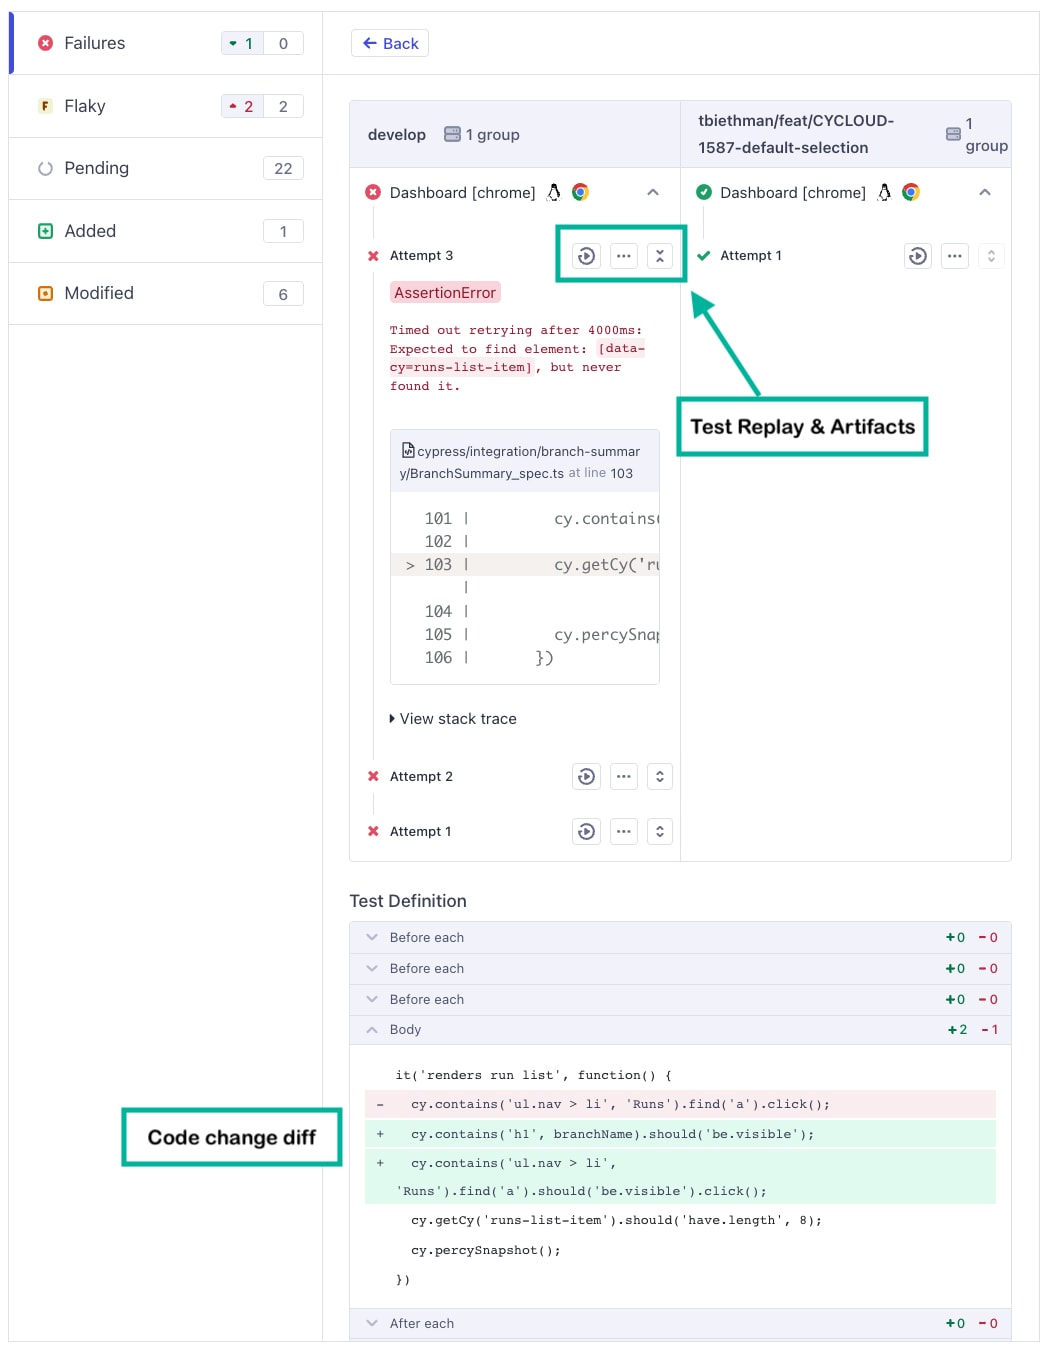 Failures 1 0
Flaky 2 2
Pending 22
Added 1
Modified 6
Back
develop 1 group
tbiethman/feat/CYCLOUD-
1587-default-selection
1
group
Dashboard [chrome]
Dashboard [chrome]
Attempt 3
Attempt 1
AssertionError
Timed out retrying after 4000ms:
Expected to find element: [data-
cy=runs-list-item], but never
found it.
Test Replay & Artifacts
cypress/integration/branch-summar
y/BranchSummary_spec.ts at line 103
101 | cy.contains(
102 |
> 103 | cy.getCy('ru
|
104 |
105 | cy.percySnap
106 | })
View stack trace
Attempt 2
Attempt 1
Test Definition
Before each +0 -0
Before each +0 -0
Before each +0 -0
Body +2 -1
it('renders run list', function() {
- cy.contains('ul.nav > li', 'Runs').find('a').click();
+ cy.contains('h1', branchName).should('be.visible');
+ cy.contains('ul.nav > li',
'Runs').find('a').should('be.visible').click();
cy.getCy('runs-list-item').should('have.length', 8);
cy.percySnapshot();
})
Code change diff
After each +0 -0